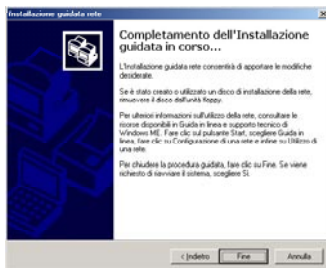 Installazione guidata rete
Completamento dell'Installazione
guidata in corso...
L'Installazione guidata rete consentirà di apportare le modifiche
desiderate.
Se è stato creato o utilizzato un disco di installazione della rete,
rimuovere il disco dall'unità floppy.
Per ulteriori informazioni sull'utilizzo della rete, consultare le
risorse disponibili in Guida in linea e supporto tecnico di
Windows ME. Fare clic sul pulsante Start, scegliere Guida in
linea, fare clic su Configurazione di una rete e infine su Utilizzo di
una rete.
Per chiudere la procedura guidata, fare clic su Fine. Se viene
richiesto di riavviare il sistema, scegliere Sì.
< Indietro Fine Annulla